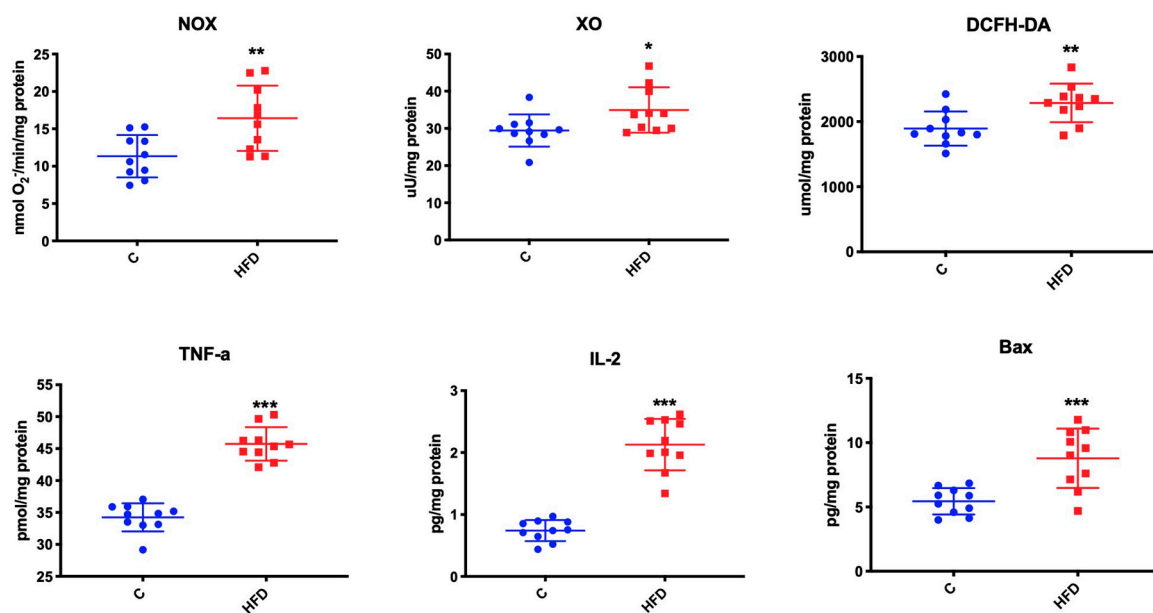 NOX
**
25
20
15
10
5
0
nmol O₂⁻/min/mg protein
C
HFD
XO
*
50
40
30
20
10
0
uU/mg protein
C
HFD
DCFH-DA
**
3000
2000
1000
0
umol/mg protein
C
HFD
TNF-a
***
55
50
45
40
35
30
25
pmol/mg protein
C
HFD
IL-2
***
3
2
1
0
pg/mg protein
C
HFD
Bax
***
15
10
5
0
pg/mg protein
C
HFD